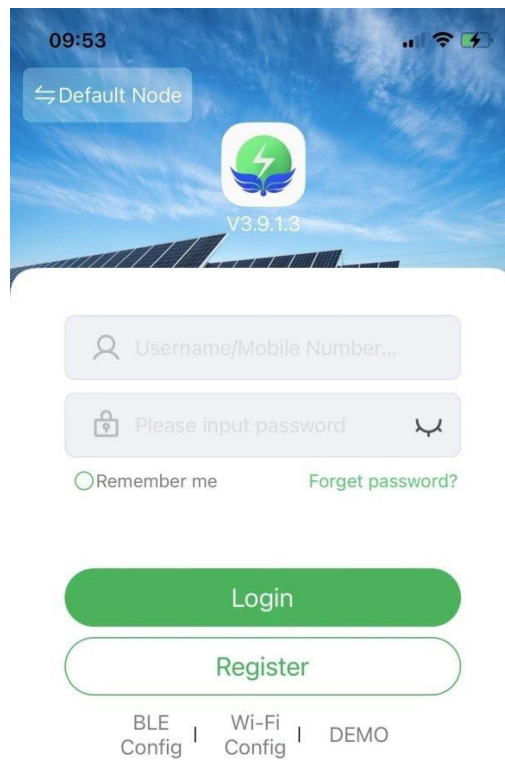 09:53
Default Node
V3.9.1.3
Username/Mobile Number...
Please input password
Remember me
Forget password?
Login
Register
BLE
Config
Wi-Fi
Config
DEMO